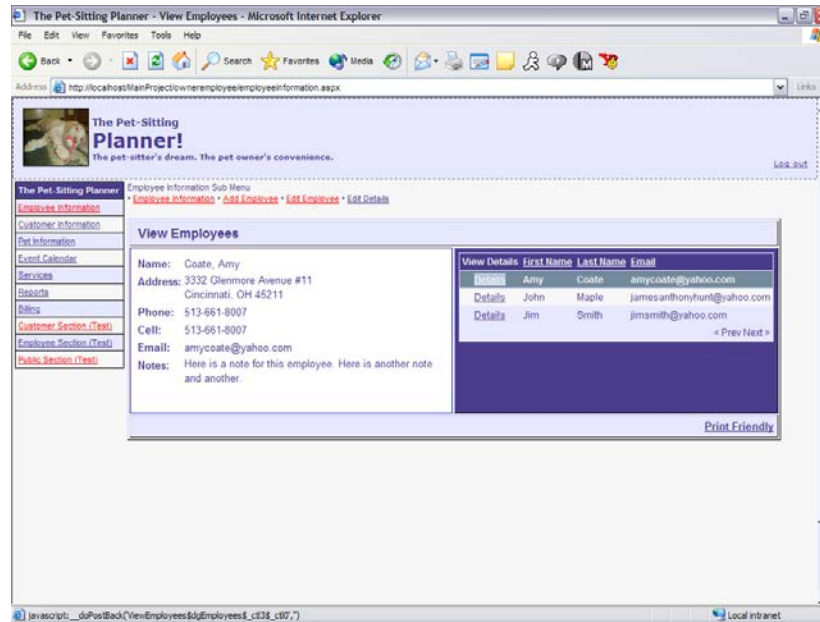 The Pet-Sitting Planner - View Employees - Microsoft Internet Explorer
File Edit View Favorites Tools Help
Back Search Favorites Media
Address http://localhost/MainProject/owneremployee/employeeinformation.aspx Links
The Pet-Sitting
Planner!
The pet-sitter's dream. The pet owner's convenience.
Log out
The Pet-Sitting Planner
Employee Information
Customer Information
Pet Information
Event Calendar
Services
Reports
Billing
Customer Section (Test)
Employee Section (Test)
Public Section (Test)
Employee Information Sub Menu
• Employee Information • Add Employee • Edit Employee • Edit Details
View Employees
Name: Coate, Amy
Address: 3332 Glenmore Avenue #11
Cincinnati, OH 45211
Phone: 513-661-8007
Cell: 513-661-8007
Email: amycoate@yahoo.com
Notes: Here is a note for this employee. Here is another note
and another.
View Details First Name Last Name Email
Details Amy Coate amycoate@yahoo.com
Details John Maple jamesanthonyhunt@yahoo.com
Details Jim Smith jimsmith@yahoo.com
« Prev Next »
Print Friendly
javascript:__doPostBack('ViewEmployees$dgEmployees$_ctl3$_ctl0','') Local intranet